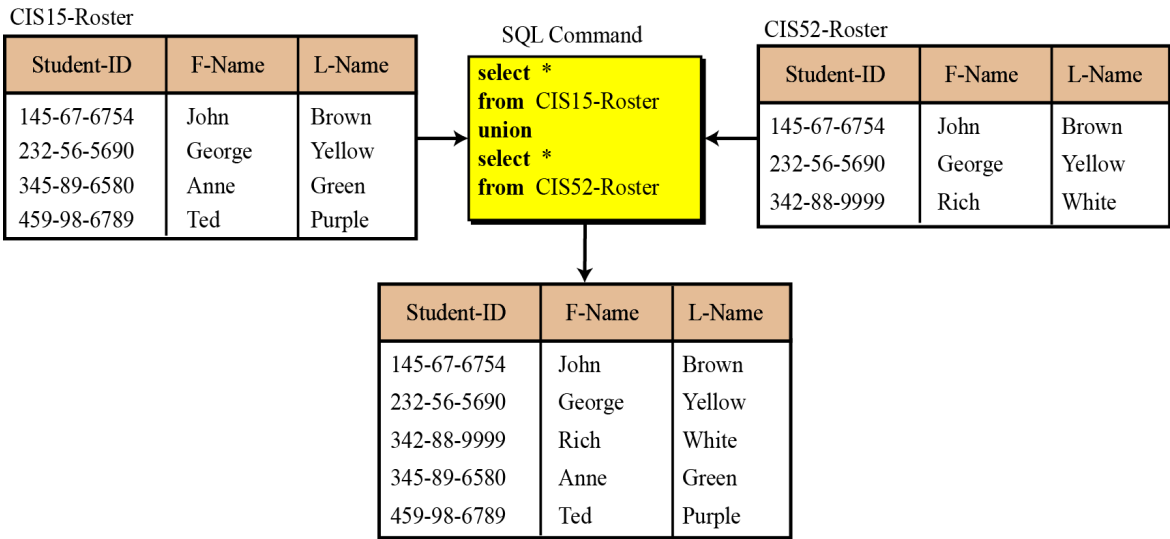 CIS15-Roster
Student-ID F-Name L-Name
145-67-6754 John Brown
232-56-5690 George Yellow
345-89-6580 Anne Green
459-98-6789 Ted Purple
SQL Command
select *
from CIS15-Roster
union
select *
from CIS52-Roster
CIS52-Roster
Student-ID F-Name L-Name
145-67-6754 John Brown
232-56-5690 George Yellow
342-88-9999 Rich White
Student-ID F-Name L-Name
145-67-6754 John Brown
232-56-5690 George Yellow
342-88-9999 Rich White
345-89-6580 Anne Green
459-98-6789 Ted Purple